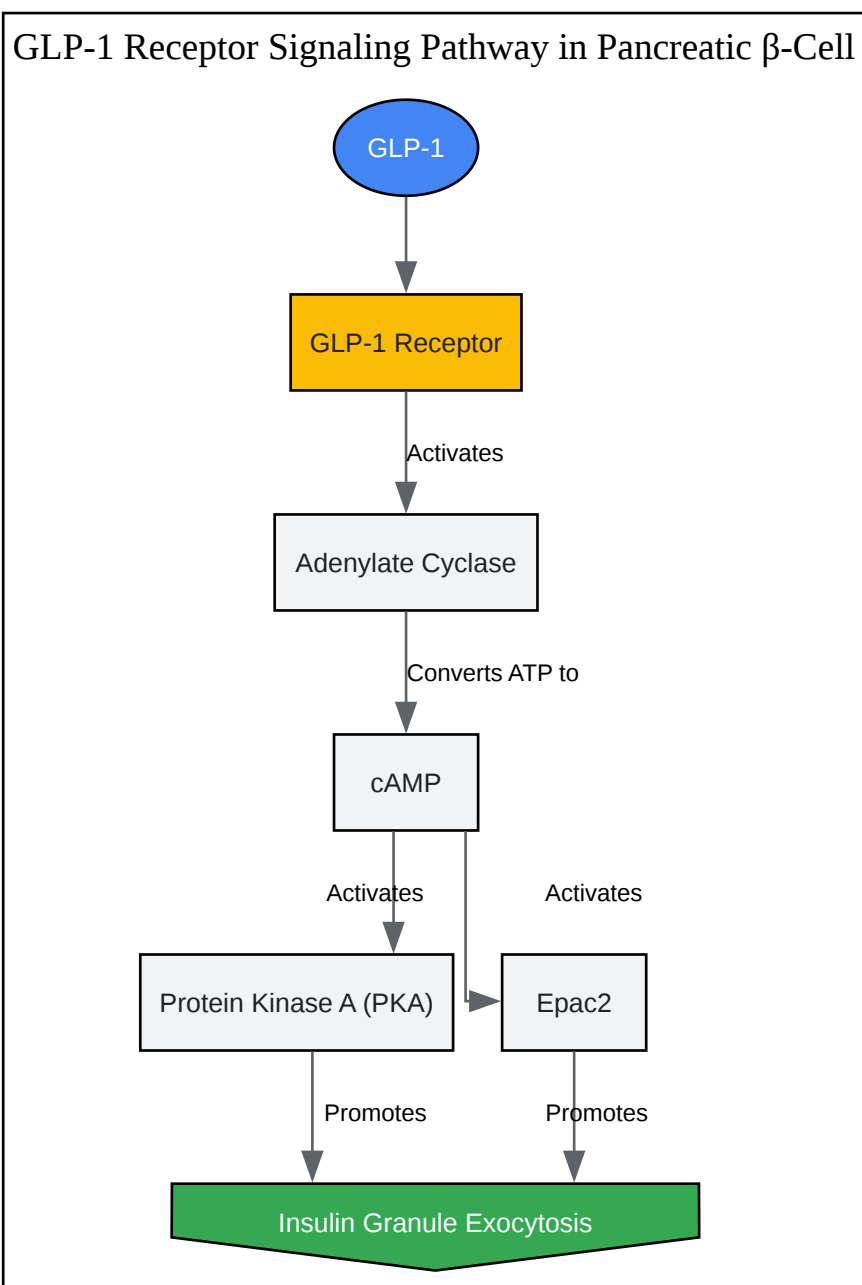 GLP-1 Receptor Signaling Pathway in Pancreatic β-Cell
GLP-1
GLP-1 Receptor
Activates
Adenylate Cyclase
Converts ATP to
cAMP
Activates
Activates
Protein Kinase A (PKA)
Epac2
Promotes
Promotes
Insulin Granule Exocytosis